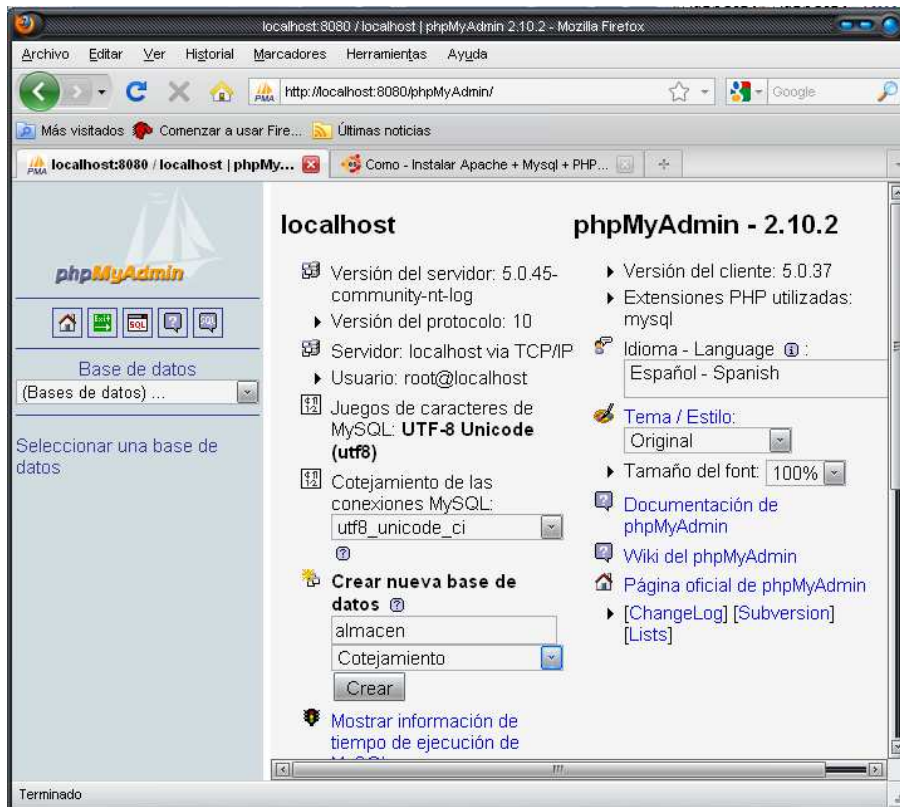 localhost:8080 / localhost | phpMyAdmin 2.10.2 - Mozilla Firefox
Archivo Editar Ver Historial Marcadores Herramientas Ayuda
PMA http://localhost:8080/phpMyAdmin/ Google
Más visitados Comenzar a usar Fire... Últimas noticias
PMA localhost:8080 / localhost | phpMy... Como - Instalar Apache + Mysql + PHP...
phpMyAdmin
Exit SQL SQL
Base de datos
(Bases de datos) ...
Seleccionar una base de
datos
localhost
Versión del servidor: 5.0.45-
community-nt-log
Versión del protocolo: 10
Servidor: localhost via TCP/IP
Usuario: root@localhost
Juegos de caracteres de
MySQL: UTF-8 Unicode
(utf8)
Cotejamiento de las
conexiones MySQL:
utf8_unicode_ci
Crear nueva base de
datos
almacen
Cotejamiento
Crear
Mostrar información de
tiempo de ejecución de
phpMyAdmin - 2.10.2
Versión del cliente: 5.0.37
Extensiones PHP utilizadas:
mysql
Idioma - Language :
Español - Spanish
Tema / Estilo:
Original
Tamaño del font: 100%
Documentación de
phpMyAdmin
Wiki del phpMyAdmin
Página oficial de phpMyAdmin
[ChangeLog] [Subversion]
[Lists]
Terminado